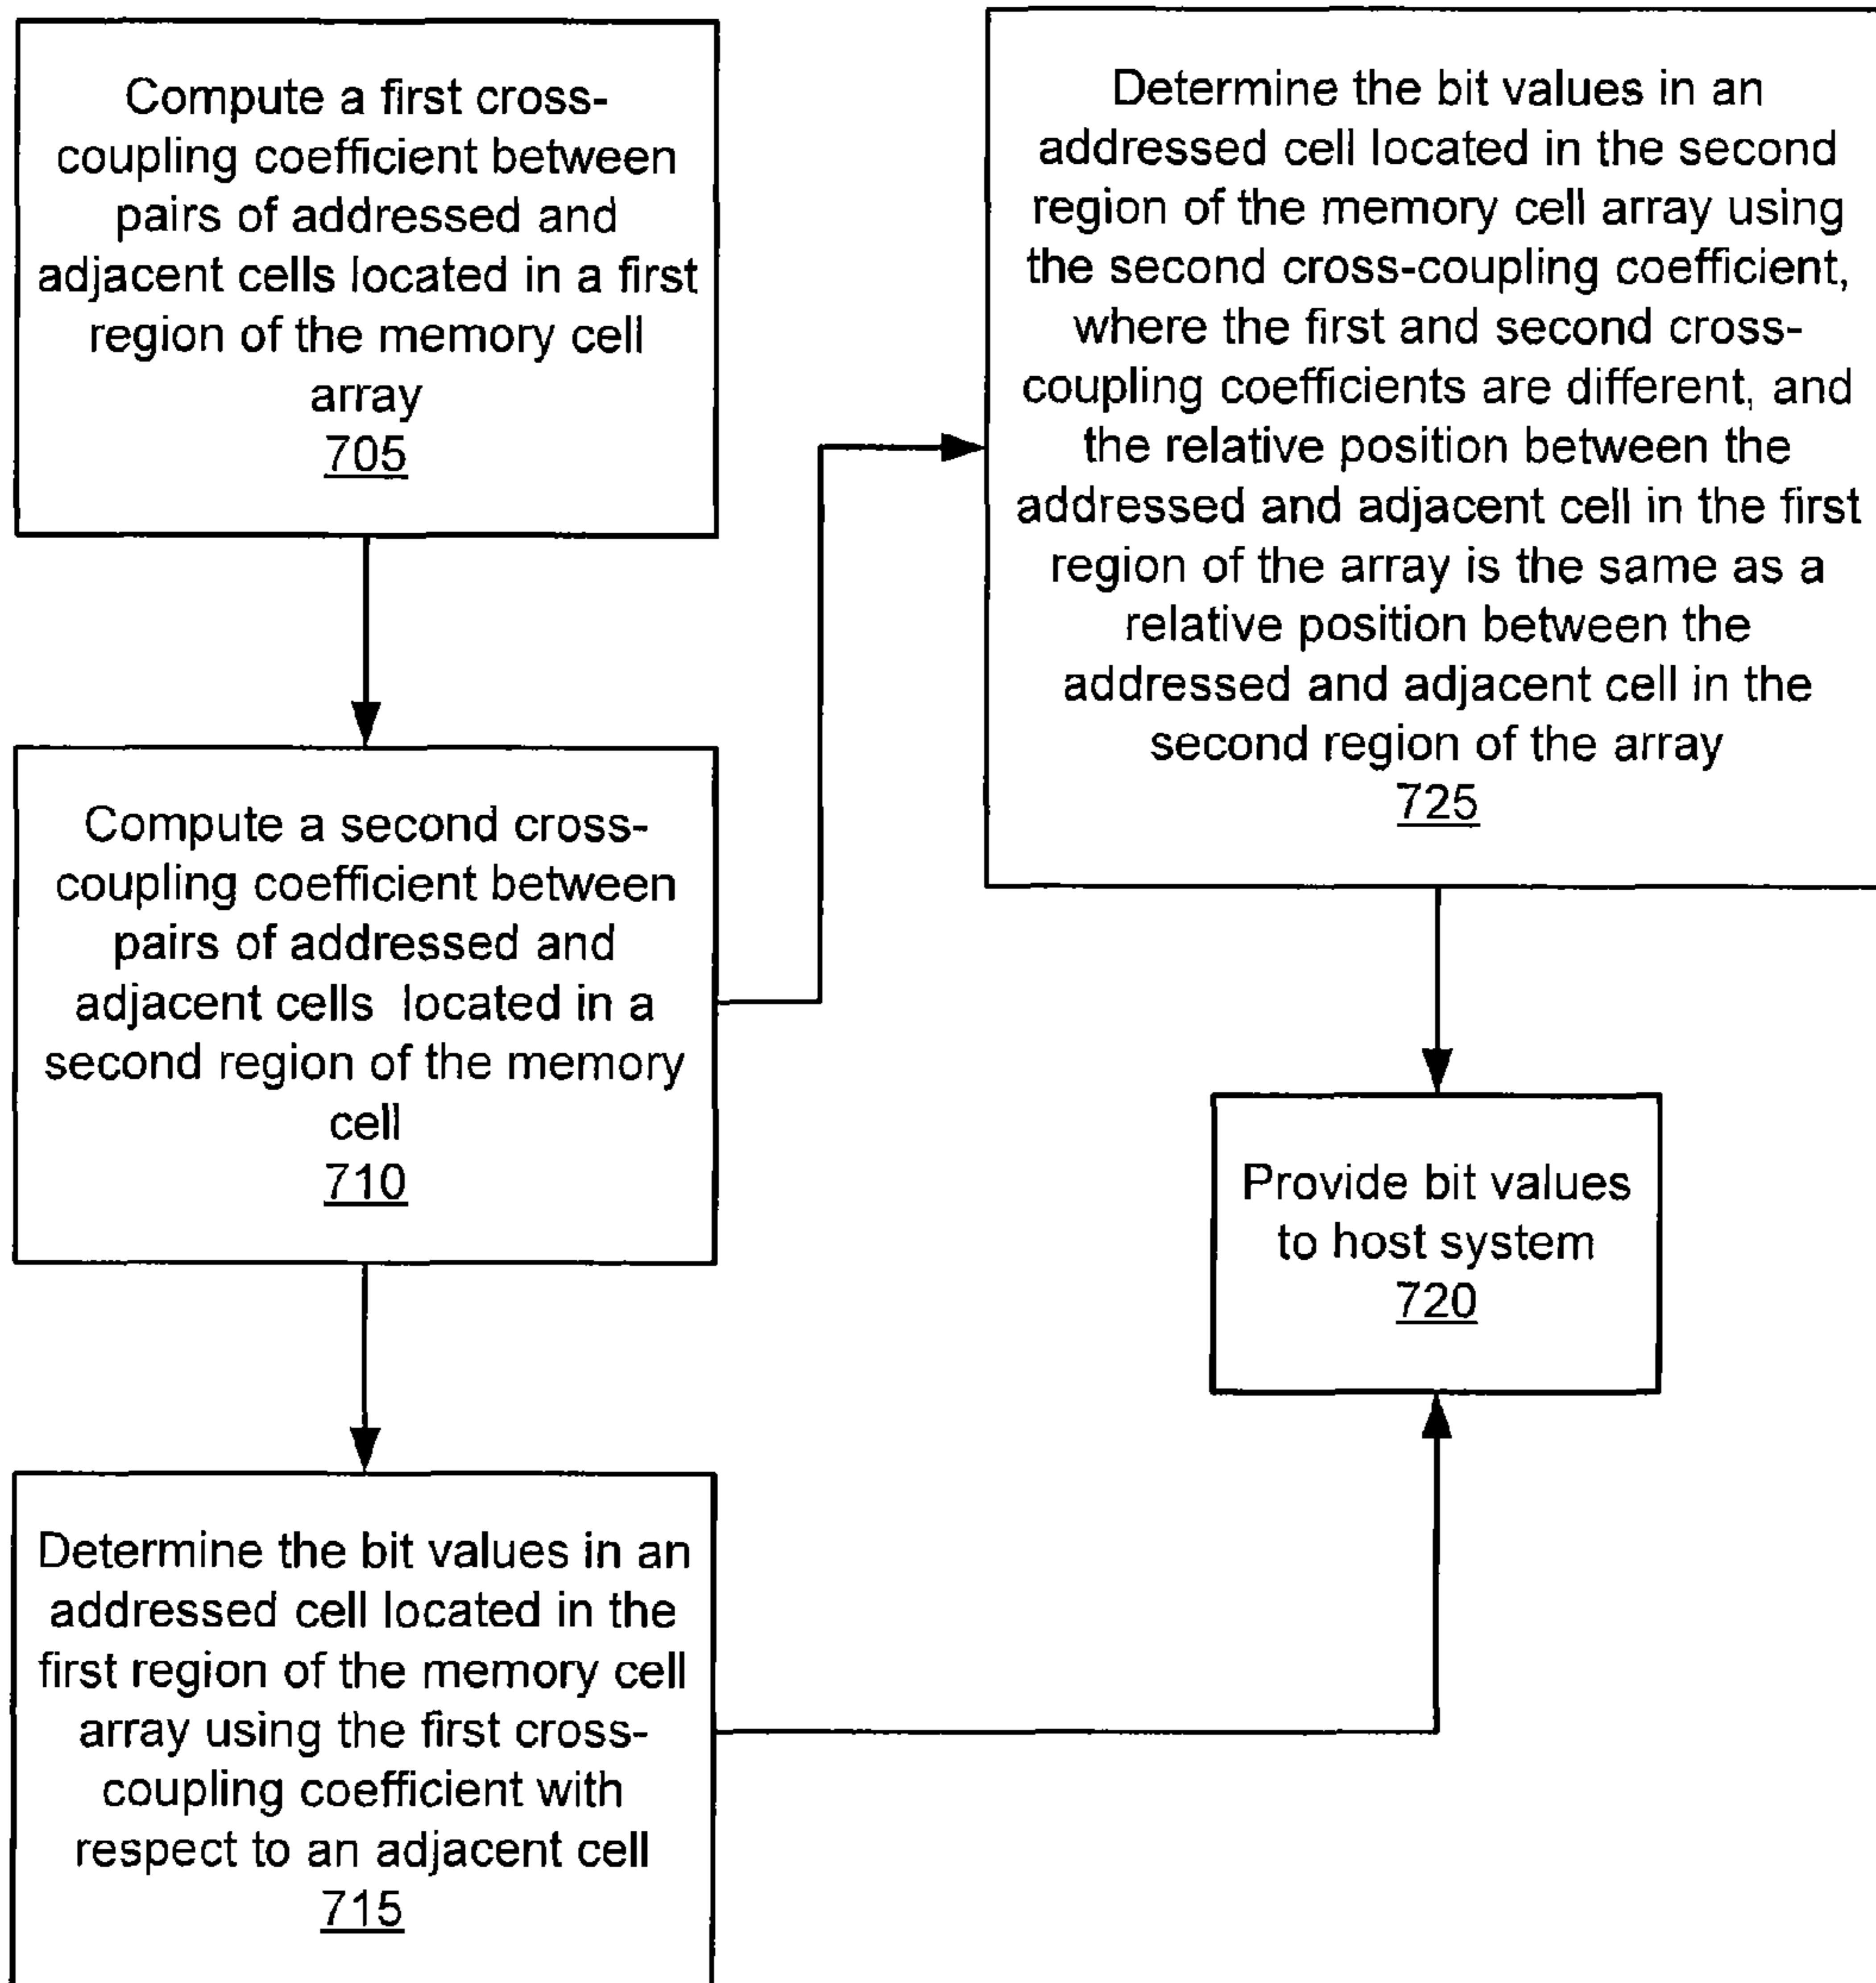 Compute a first cross-
coupling coefficient between
pairs of addressed and
adjacent cells located in a first
region of the memory cell
array
705
Compute a second cross-
coupling coefficient between
pairs of addressed and
adjacent cells located in a
second region of the memory
cell
710
Determine the bit values in an
addressed cell located in the
first region of the memory cell
array using the first cross-
coupling coefficient with
respect to an adjacent cell
715
Determine the bit values in an
addressed cell located in the second
region of the memory cell array using
the second cross-coupling coefficient,
where the first and second cross-
coupling coefficients are different, and
the relative position between the
addressed and adjacent cell in the first
region of the array is the same as a
relative position between the
addressed and adjacent cell in the
second region of the array
725
Provide bit values
to host system
720